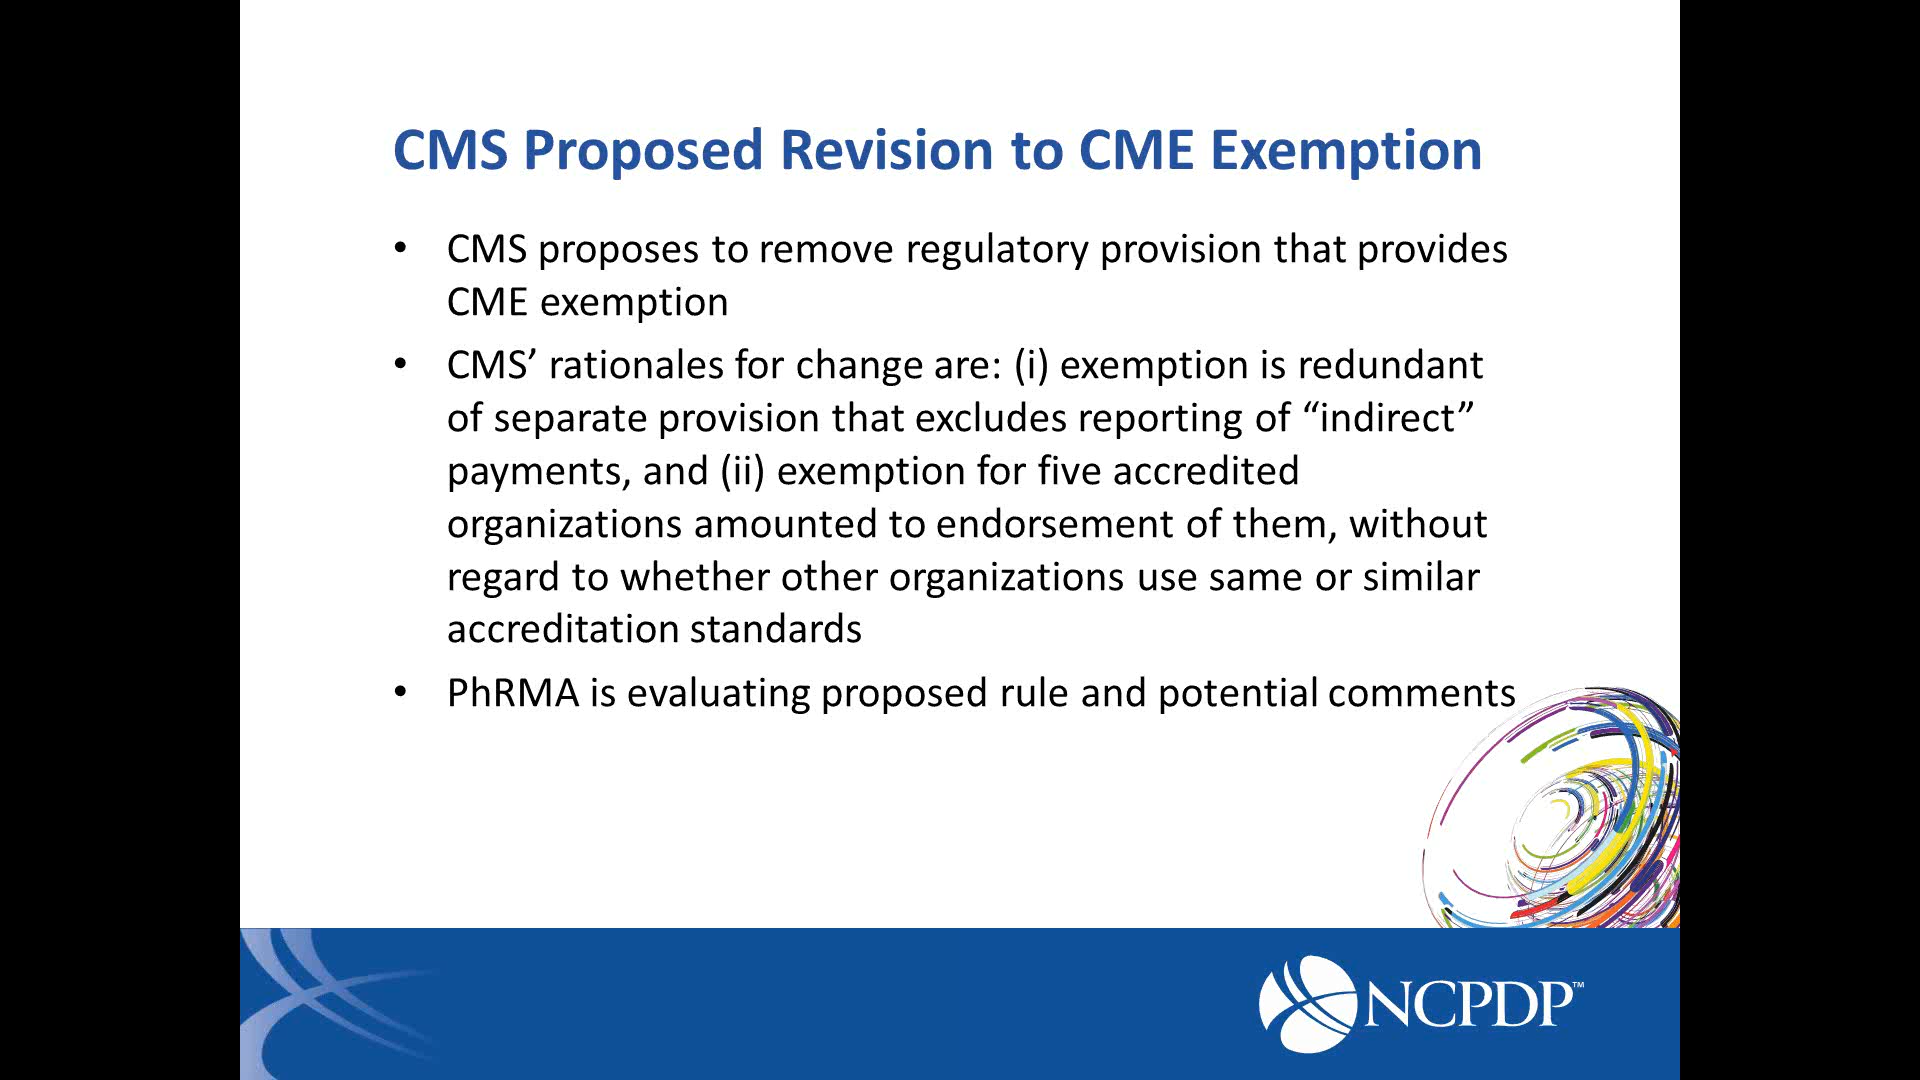 CMS Proposed Revision to CME Exemption
• CMS proposes to remove regulatory provision that provides
CME exemption
• CMS’ rationales for change are: (i) exemption is redundant
of separate provision that excludes reporting of “indirect”
payments, and (ii) exemption for five accredited
organizations amounted to endorsement of them, without
regard to whether other organizations use same or similar
accreditation standards
• PhRMA is evaluating proposed rule and potential comments
NCPDP™